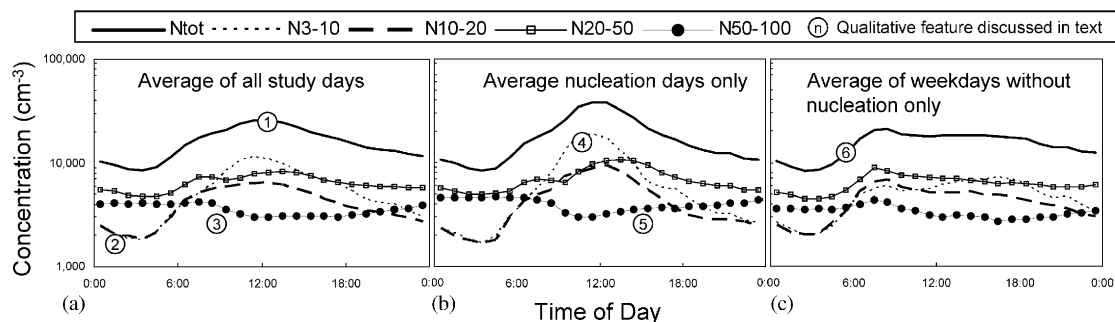 Ntot N3-10 N10-20 N20-50 N50-100 n Qualitative feature discussed in text
Concentration (cm-3)
100,000
10,000
1,000
Average of all study days
1
2
3
0:00 6:00 12:00 18:00
(a)
Average nucleation days only
4
5
0:00 6:00 12:00 18:00
(b)
Average of weekdays without
nucleation only
6
0:00 6:00 12:00 18:00 0:00
(c)
Time of Day